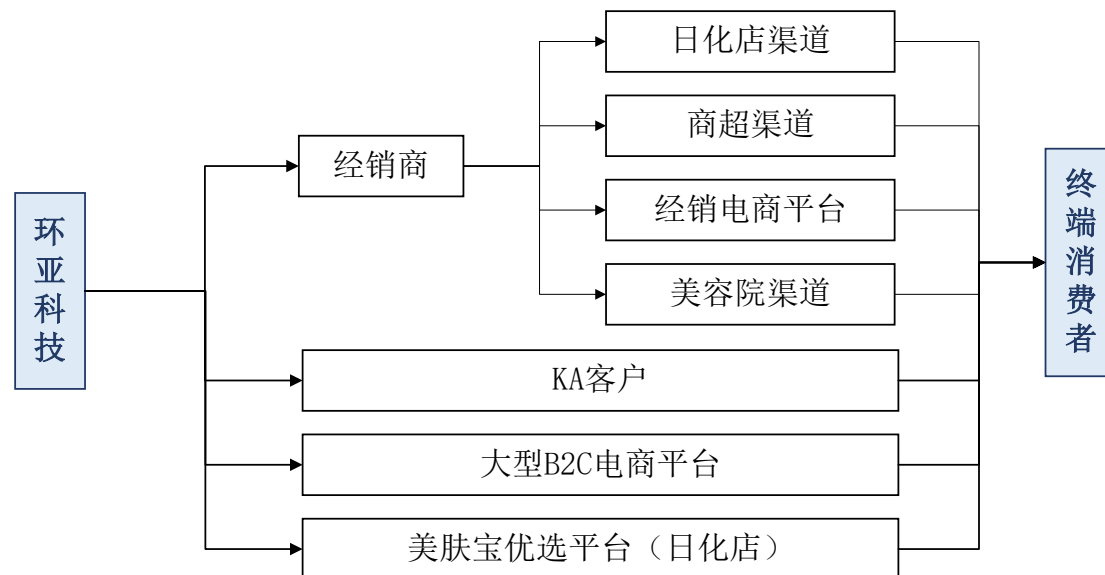 环亚科技
经销商
日化店渠道
商超渠道
经销电商平台
美容院渠道
KA客户
大型B2C电商平台
美肤宝优选平台（日化店）
终端消费者